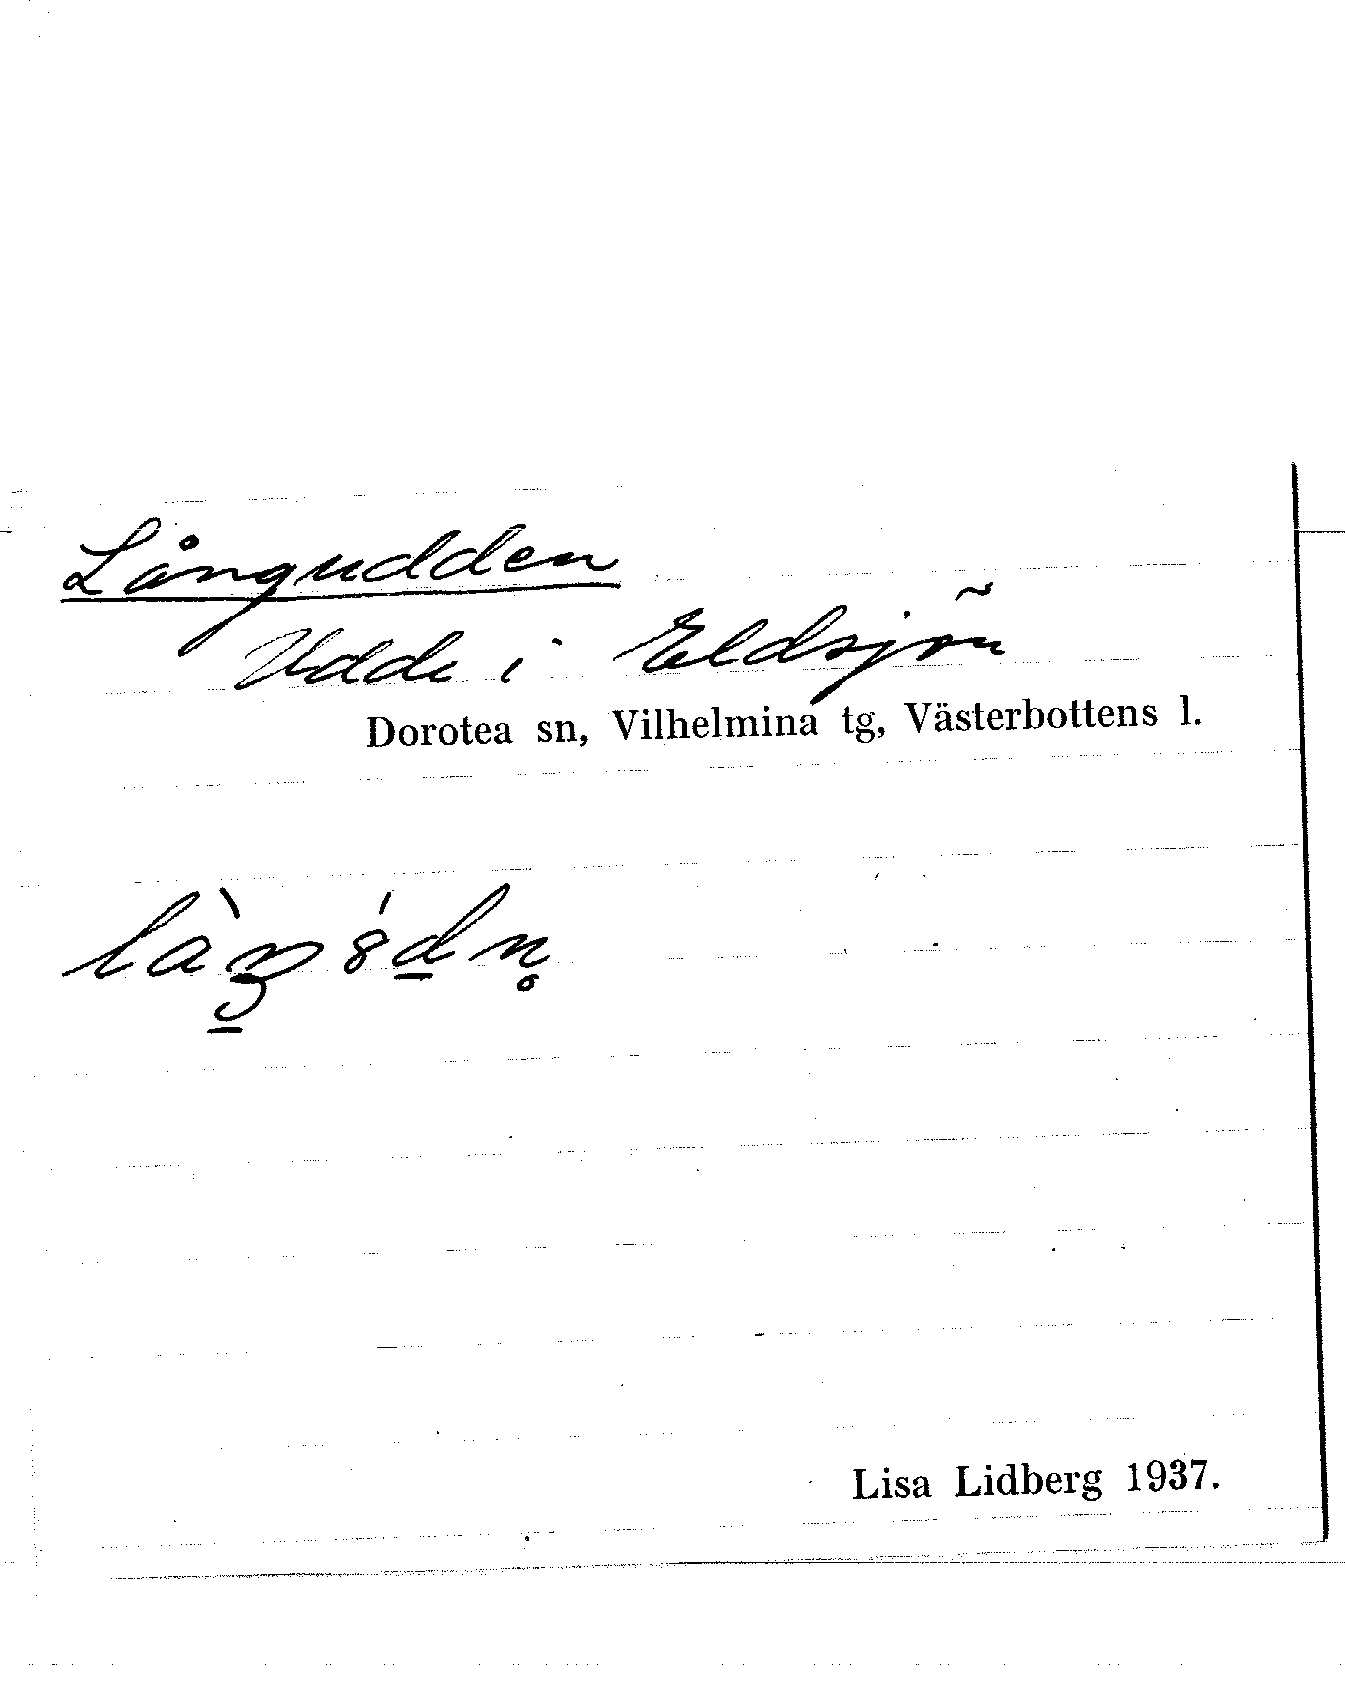 Långudden
Udde i Eldsjön
Dorotea sn, Vilhelmina tg, Västerbottens l.
Lisa Lidberg 1937.